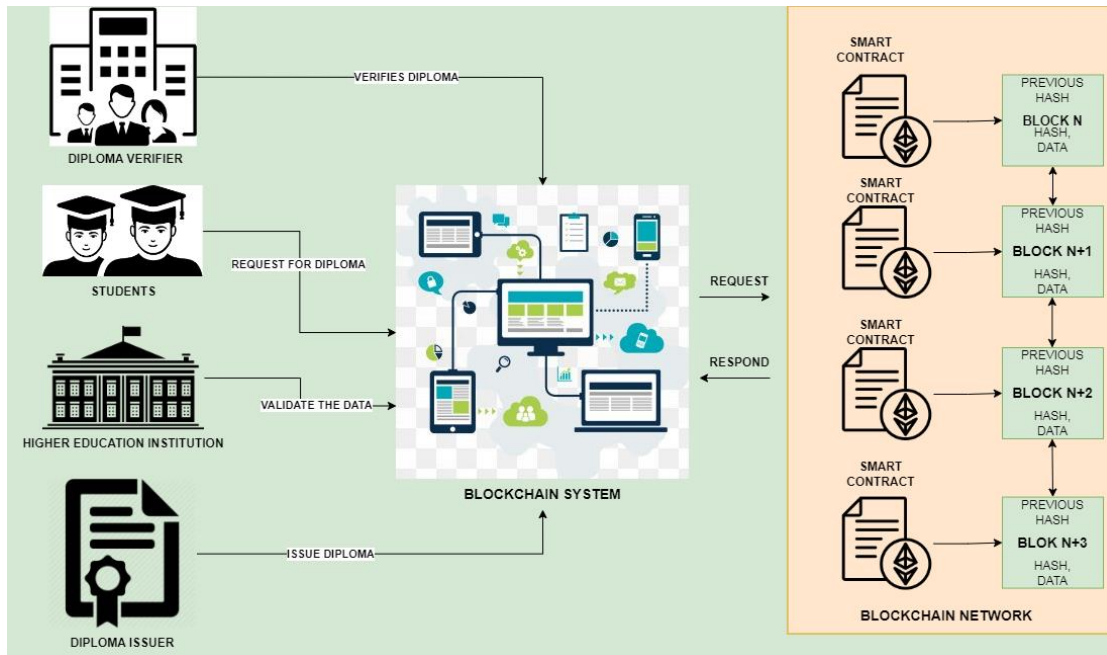 VERIFIES DIPLOMA
DIPLOMA VERIFIER
REQUEST FOR DIPLOMA
STUDENTS
VALIDATE THE DATA
HIGHER EDUCATION INSTITUTION
ISSUE DIPLOMA
DIPLOMA ISSUER
BLOCKCHAIN SYSTEM
REQUEST
RESPOND
SMART
CONTRACT
PREVIOUS
HASH
BLOCK N
HASH,
DATA
SMART
CONTRACT
PREVIOUS
HASH
BLOCK N+1
HASH,
DATA
SMART
CONTRACT
PREVIOUS
HASH
BLOCK N+2
HASH,
DATA
SMART
CONTRACT
PREVIOUS
HASH
BLOK N+3
HASH,
DATA
BLOCKCHAIN NETWORK